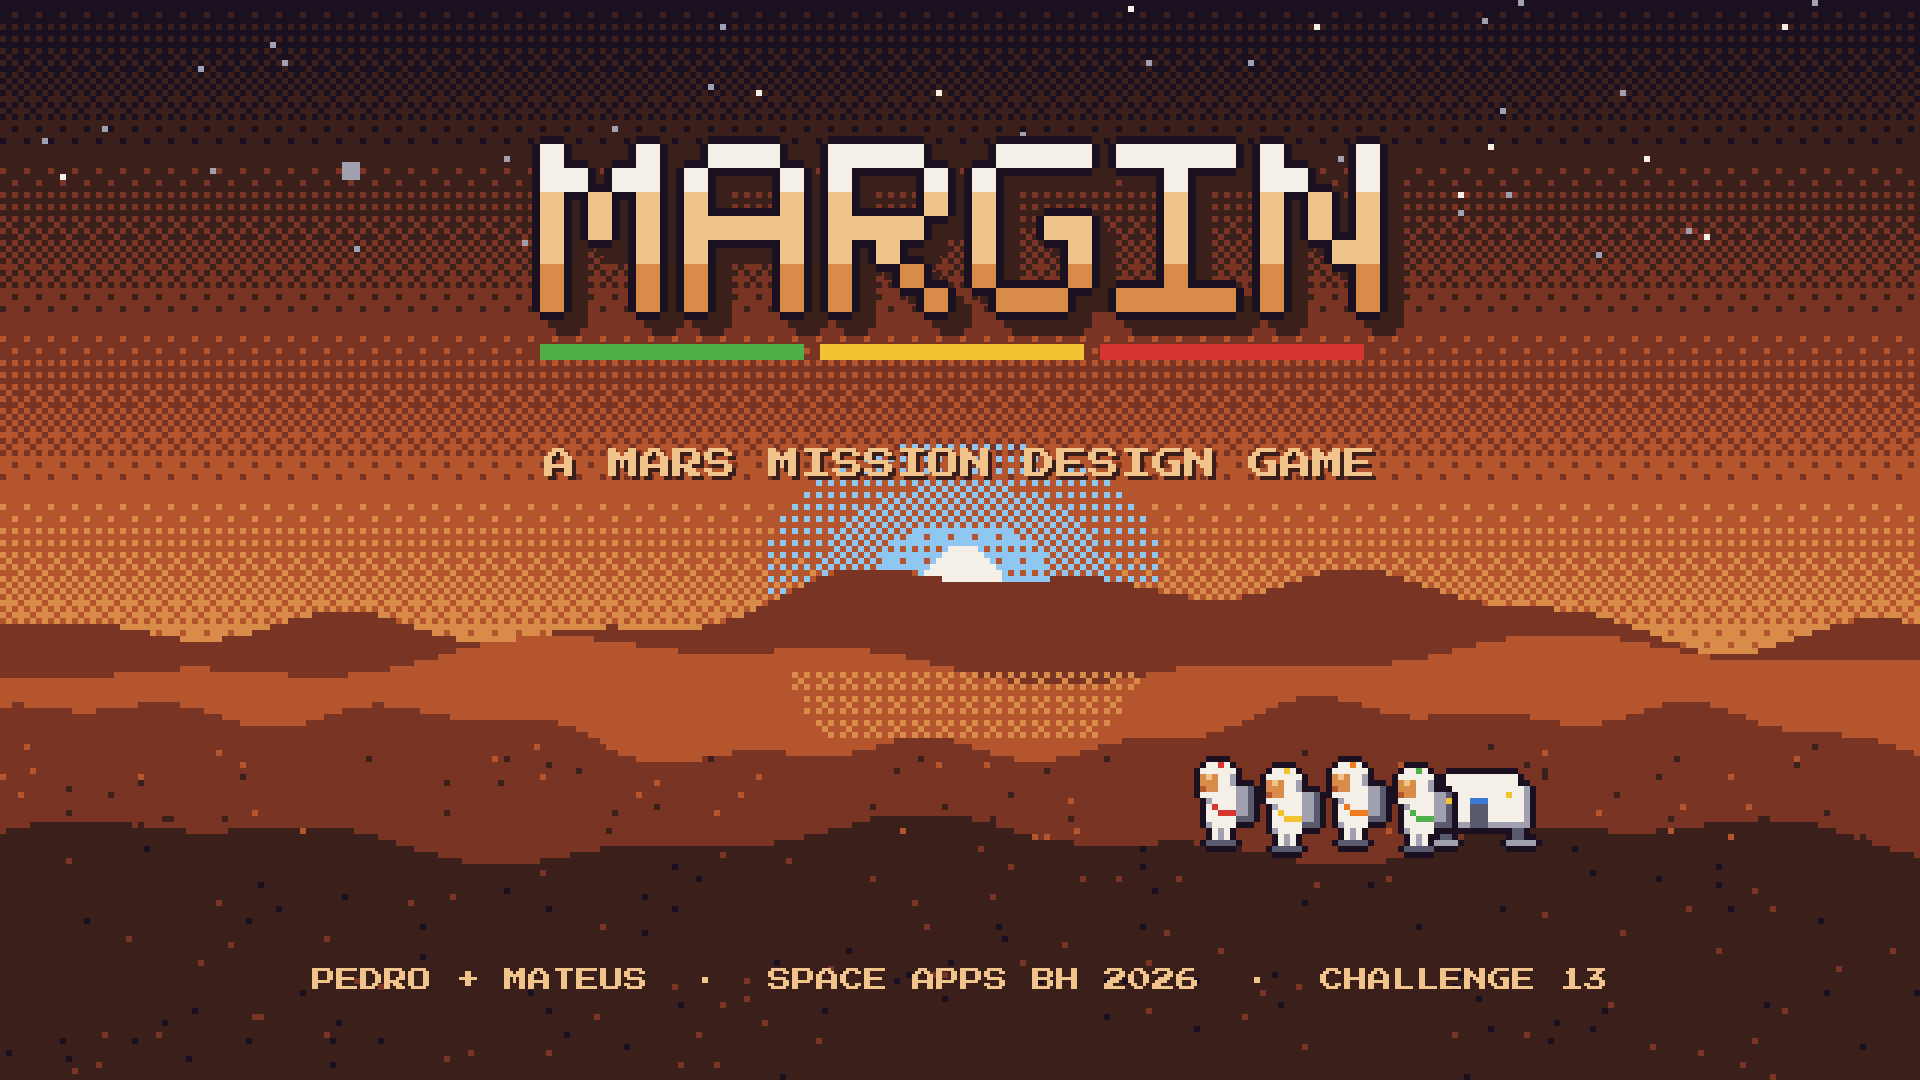 MARGIN
A MARS MISSION DESIGN GAME
PEDRO + MATEUS · SPACE APPS BH 2026 · CHALLENGE 13